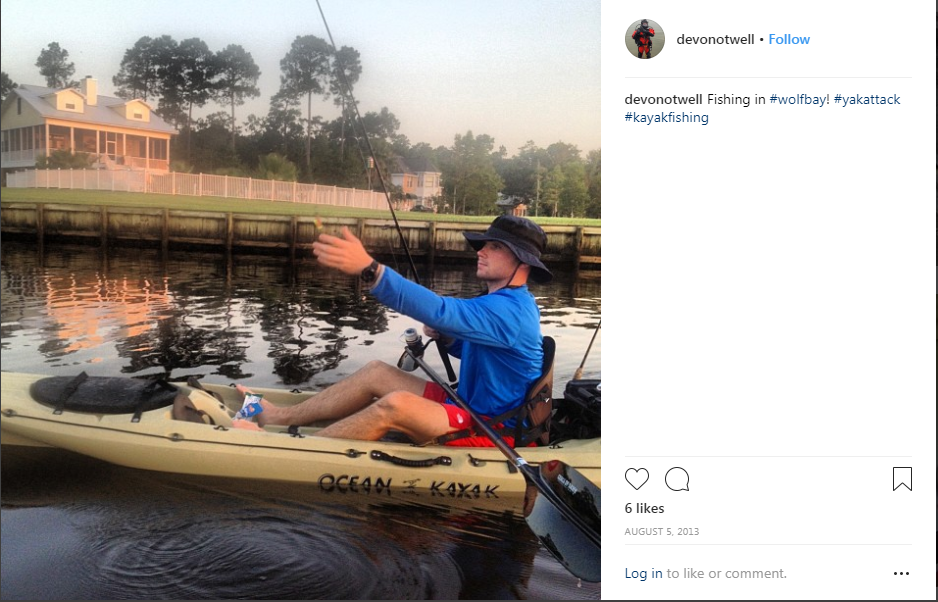 devonotwell • Follow
devonotwell Fishing in #wolfbay! #yakattack
#kayakfishing
OCEAN KAYAK
6 likes
AUGUST 5, 2013
Log in to like or comment.